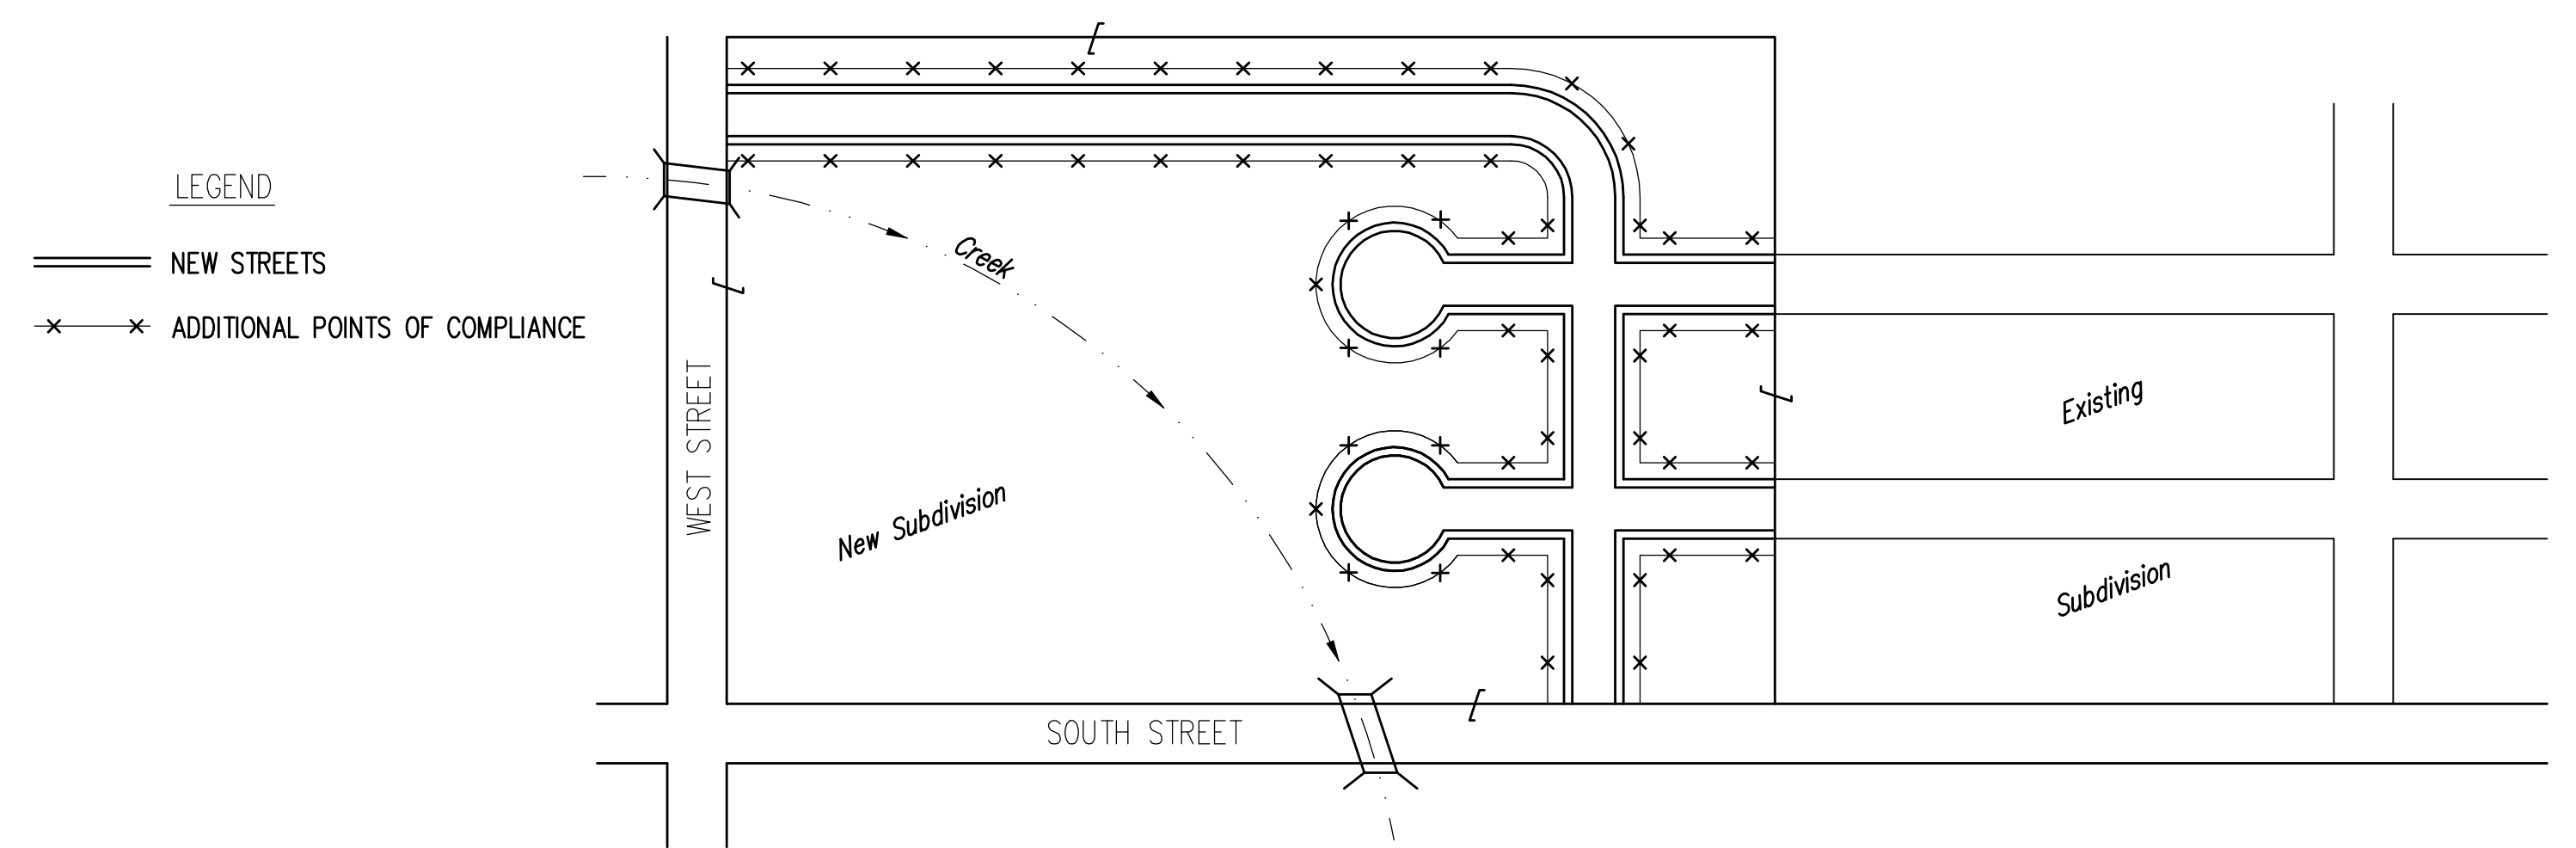 LEGEND
NEW STREETS
ADDITIONAL POINTS OF COMPLIANCE
WEST STREET
Creek
New Subdivision
SOUTH STREET
Existing
Subdivision